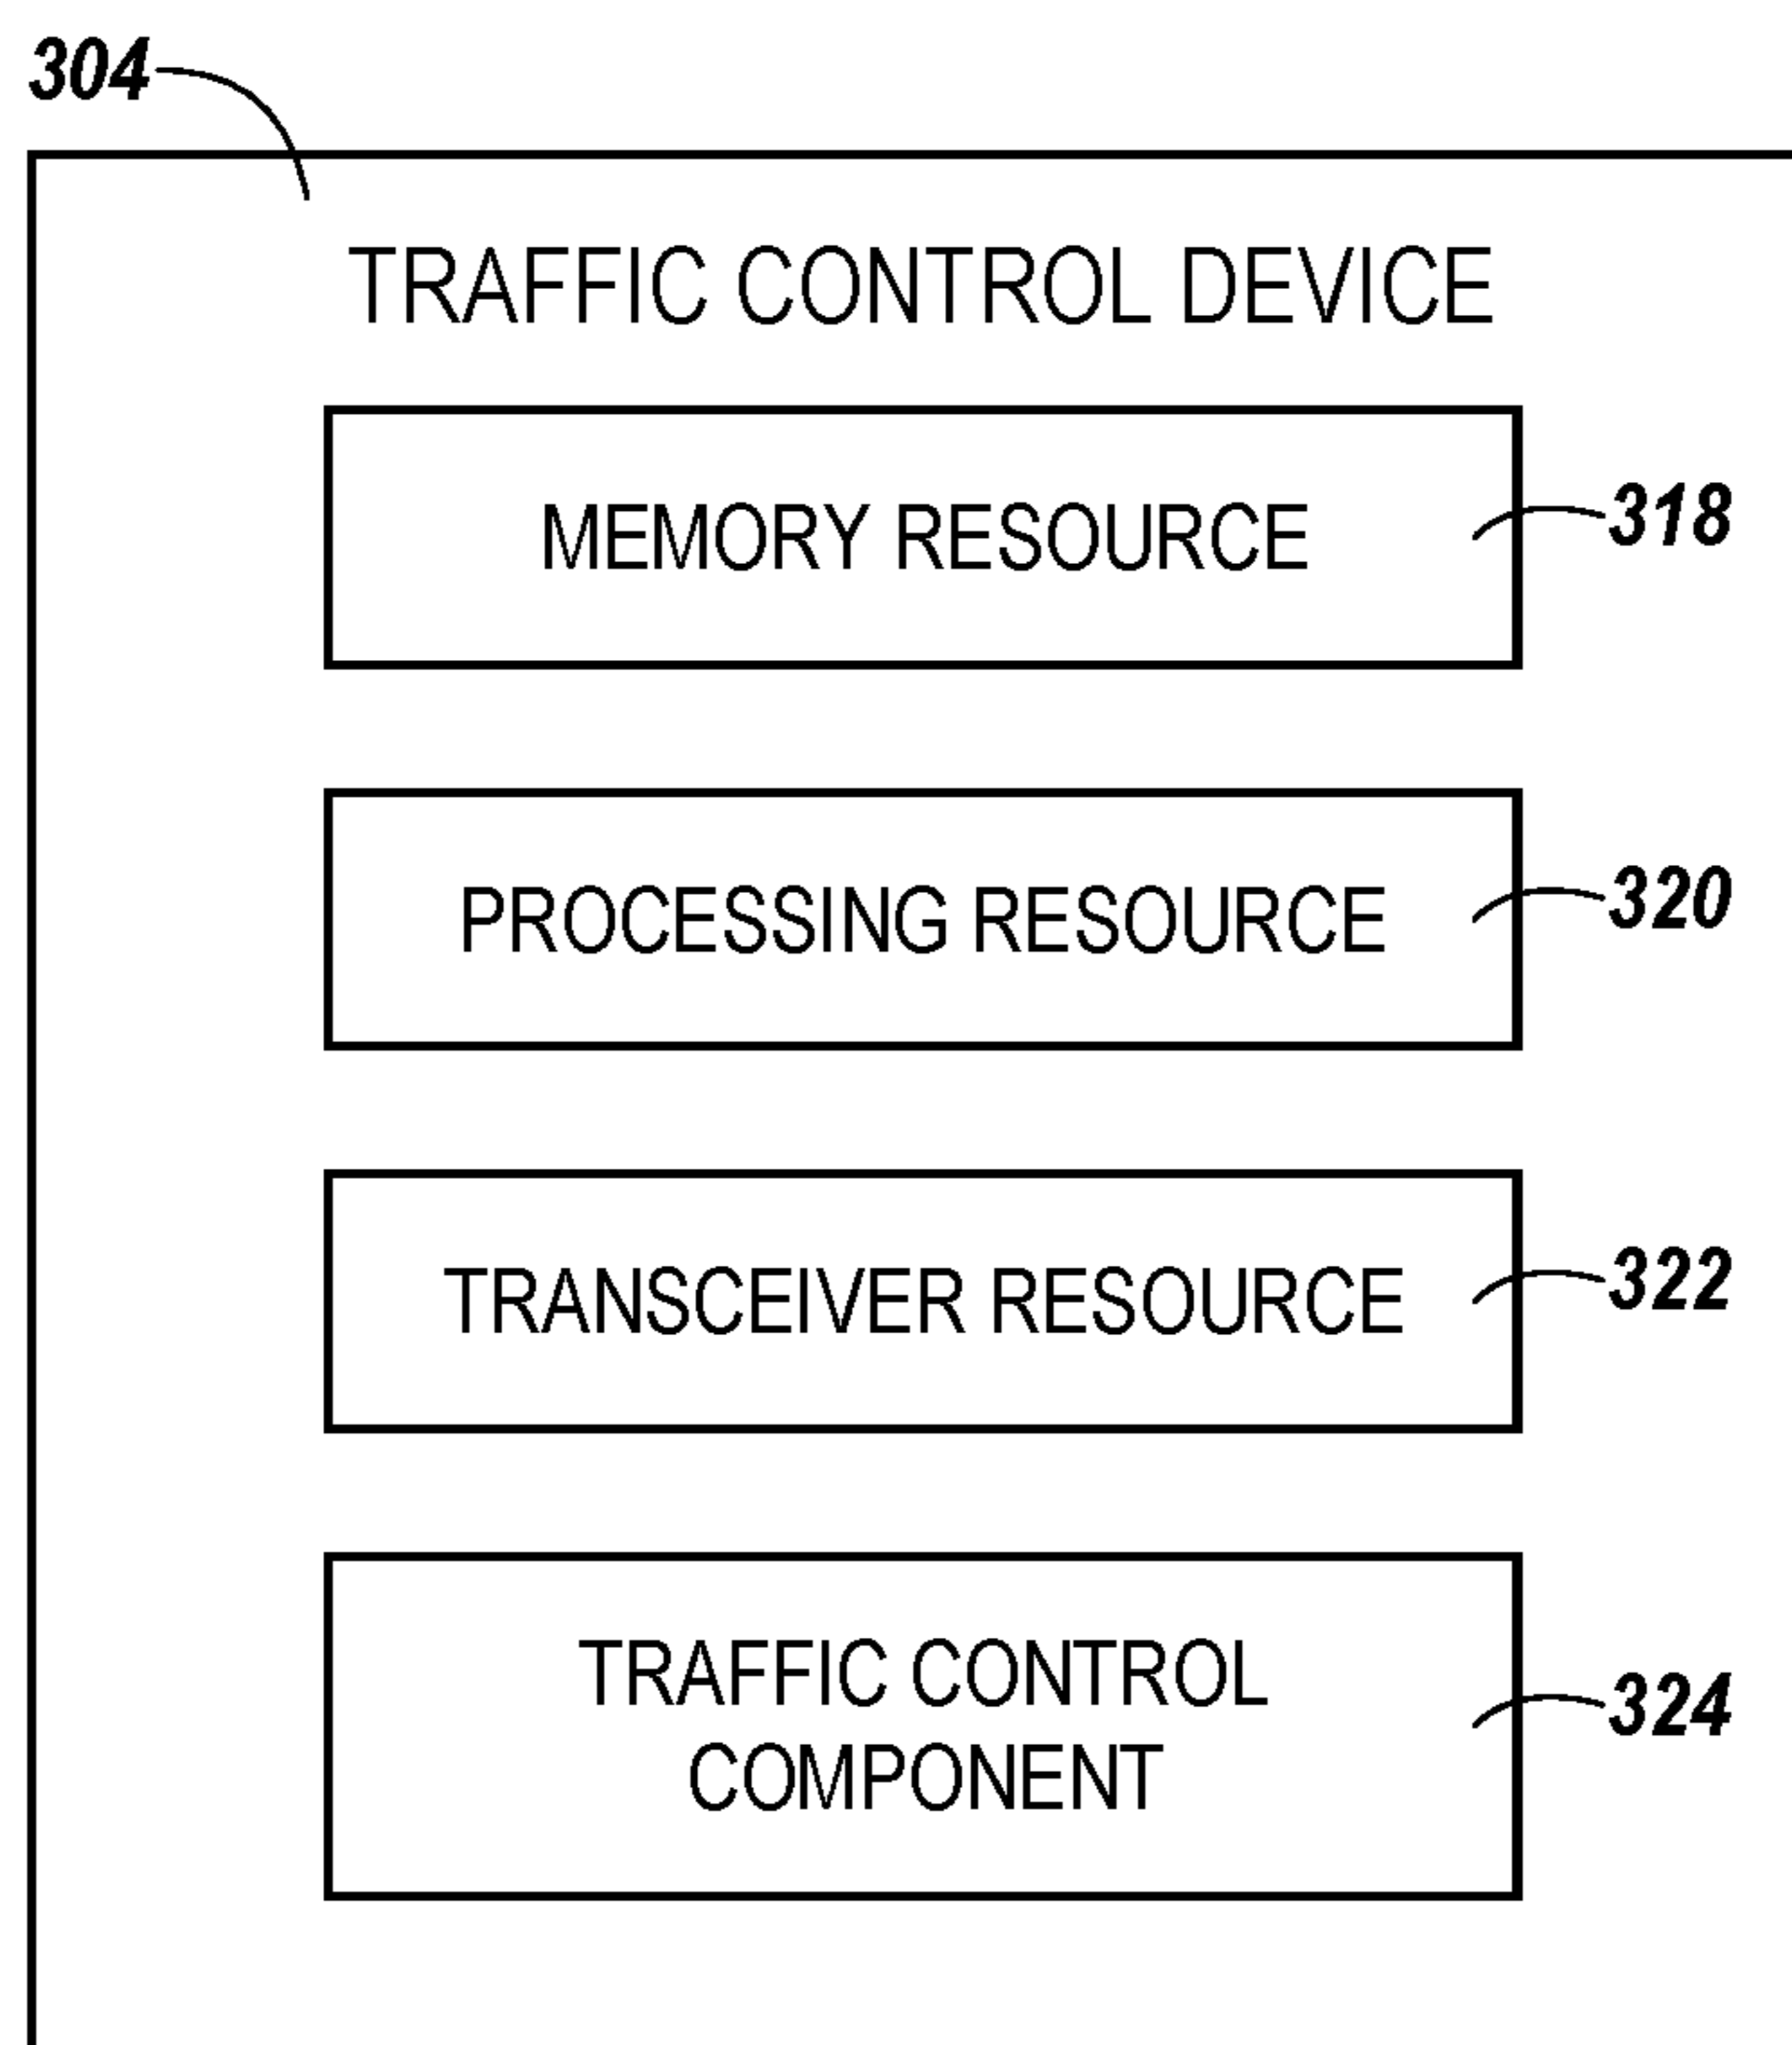 304
TRAFFIC CONTROL DEVICE
MEMORY RESOURCE
318
PROCESSING RESOURCE
320
TRANSCEIVER RESOURCE
322
TRAFFIC CONTROL
COMPONENT
324